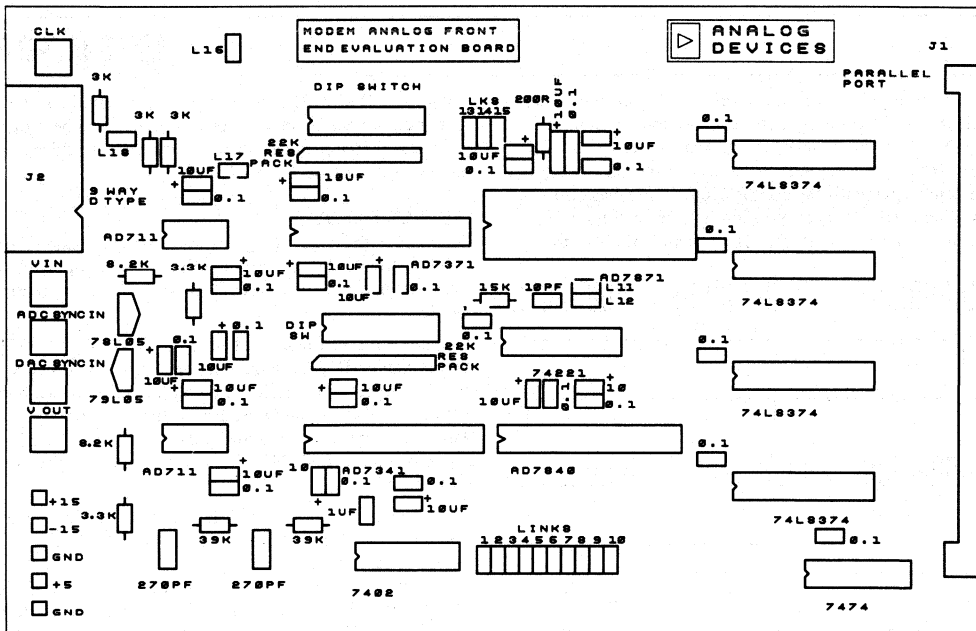 CLK
L16
MODEM ANALOG FRONT
END EVALUATION BOARD
ANALOG
DEVICES
J1
PARALLEL
PORT
3K
3K 3K
L18
L17
DIP SWITCH
22K
RES
PACK
LKS
131415
200R
10UF
0.1
+
10UF
0.1
10UF
0.1
+
0.1
74LS374
J2
9 WAY
D TYPE
10UF
+
0.1
+
10UF
0.1
AD711
0.1
74LS374
VIN
8.2K
3.3K
+
10UF
0.1
+
10UF
0.1
10UF
+
+
AD7371
15K
10PF
AD7871
L11
L12
ADC SYNC IN
78L05
DIP
SW
0.1
22K
RES
PACK
+
0.1
+
0.1
10UF
10UF
DAC SYNC IN
79L05
+
10UF
0.1
+
10UF
0.1
74221
10UF
+
0.1
+
10
0.1
0.1
74LS374
V OUT
8.2K
AD711
+
10UF
0.1
10
+
AD7341
0.1
AD7840
0.1
74LS374
0.1
+
10UF
1UF
+15
-15
GND
+5
GND
3.3K
39K
39K
270PF
270PF
7402
LINKS
1 2 3 4 5 6 7 8 9 10
0.1
7474